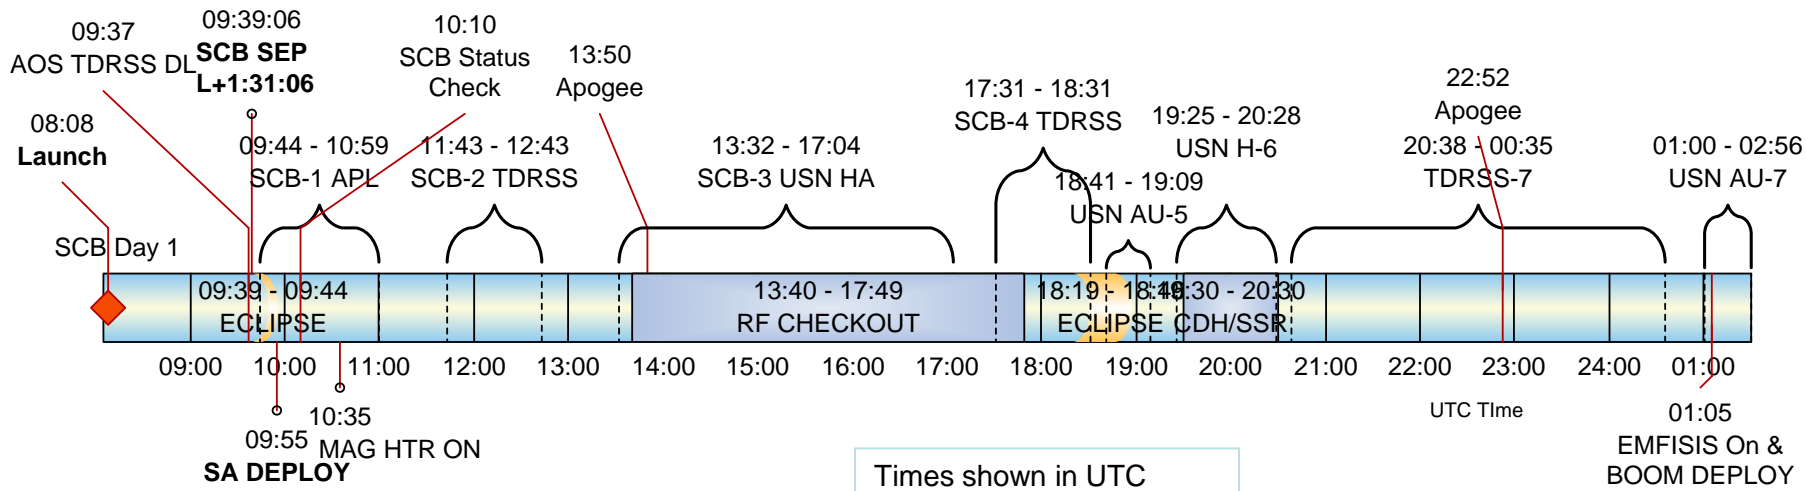 09:37
AOS TDRSS DL
09:39:06
SCB SEP
L+1:31:06
10:10
SCB Status
Check
13:50
Apogee
17:31 - 18:31
SCB-4 TDRSS
19:25 - 20:28
USN H-6
22:52
Apogee
08:08
Launch
09:44 - 10:59
SCB-1 APL
11:43 - 12:43
SCB-2 TDRSS
13:32 - 17:04
SCB-3 USN HA
18:41 - 19:09
USN AU-5
20:38 - 00:35
TDRSS-7
01:00 - 02:56
USN AU-7
SCB Day 1
09:39 - 09:44
ECLIPSE
13:40 - 17:49
RF CHECKOUT
18:19 - 18:48
ECLIPSE
19:30 - 20:30
CDH/SSR
09:00
10:00
11:00
12:00
13:00
14:00
15:00
16:00
17:00
18:00
19:00
20:00
21:00
22:00
23:00
24:00
01:00
09:55
SA DEPLOY
10:35
MAG HTR ON
UTC TIme
01:05
EMFISIS On &
BOOM DEPLOY
Times shown in UTC